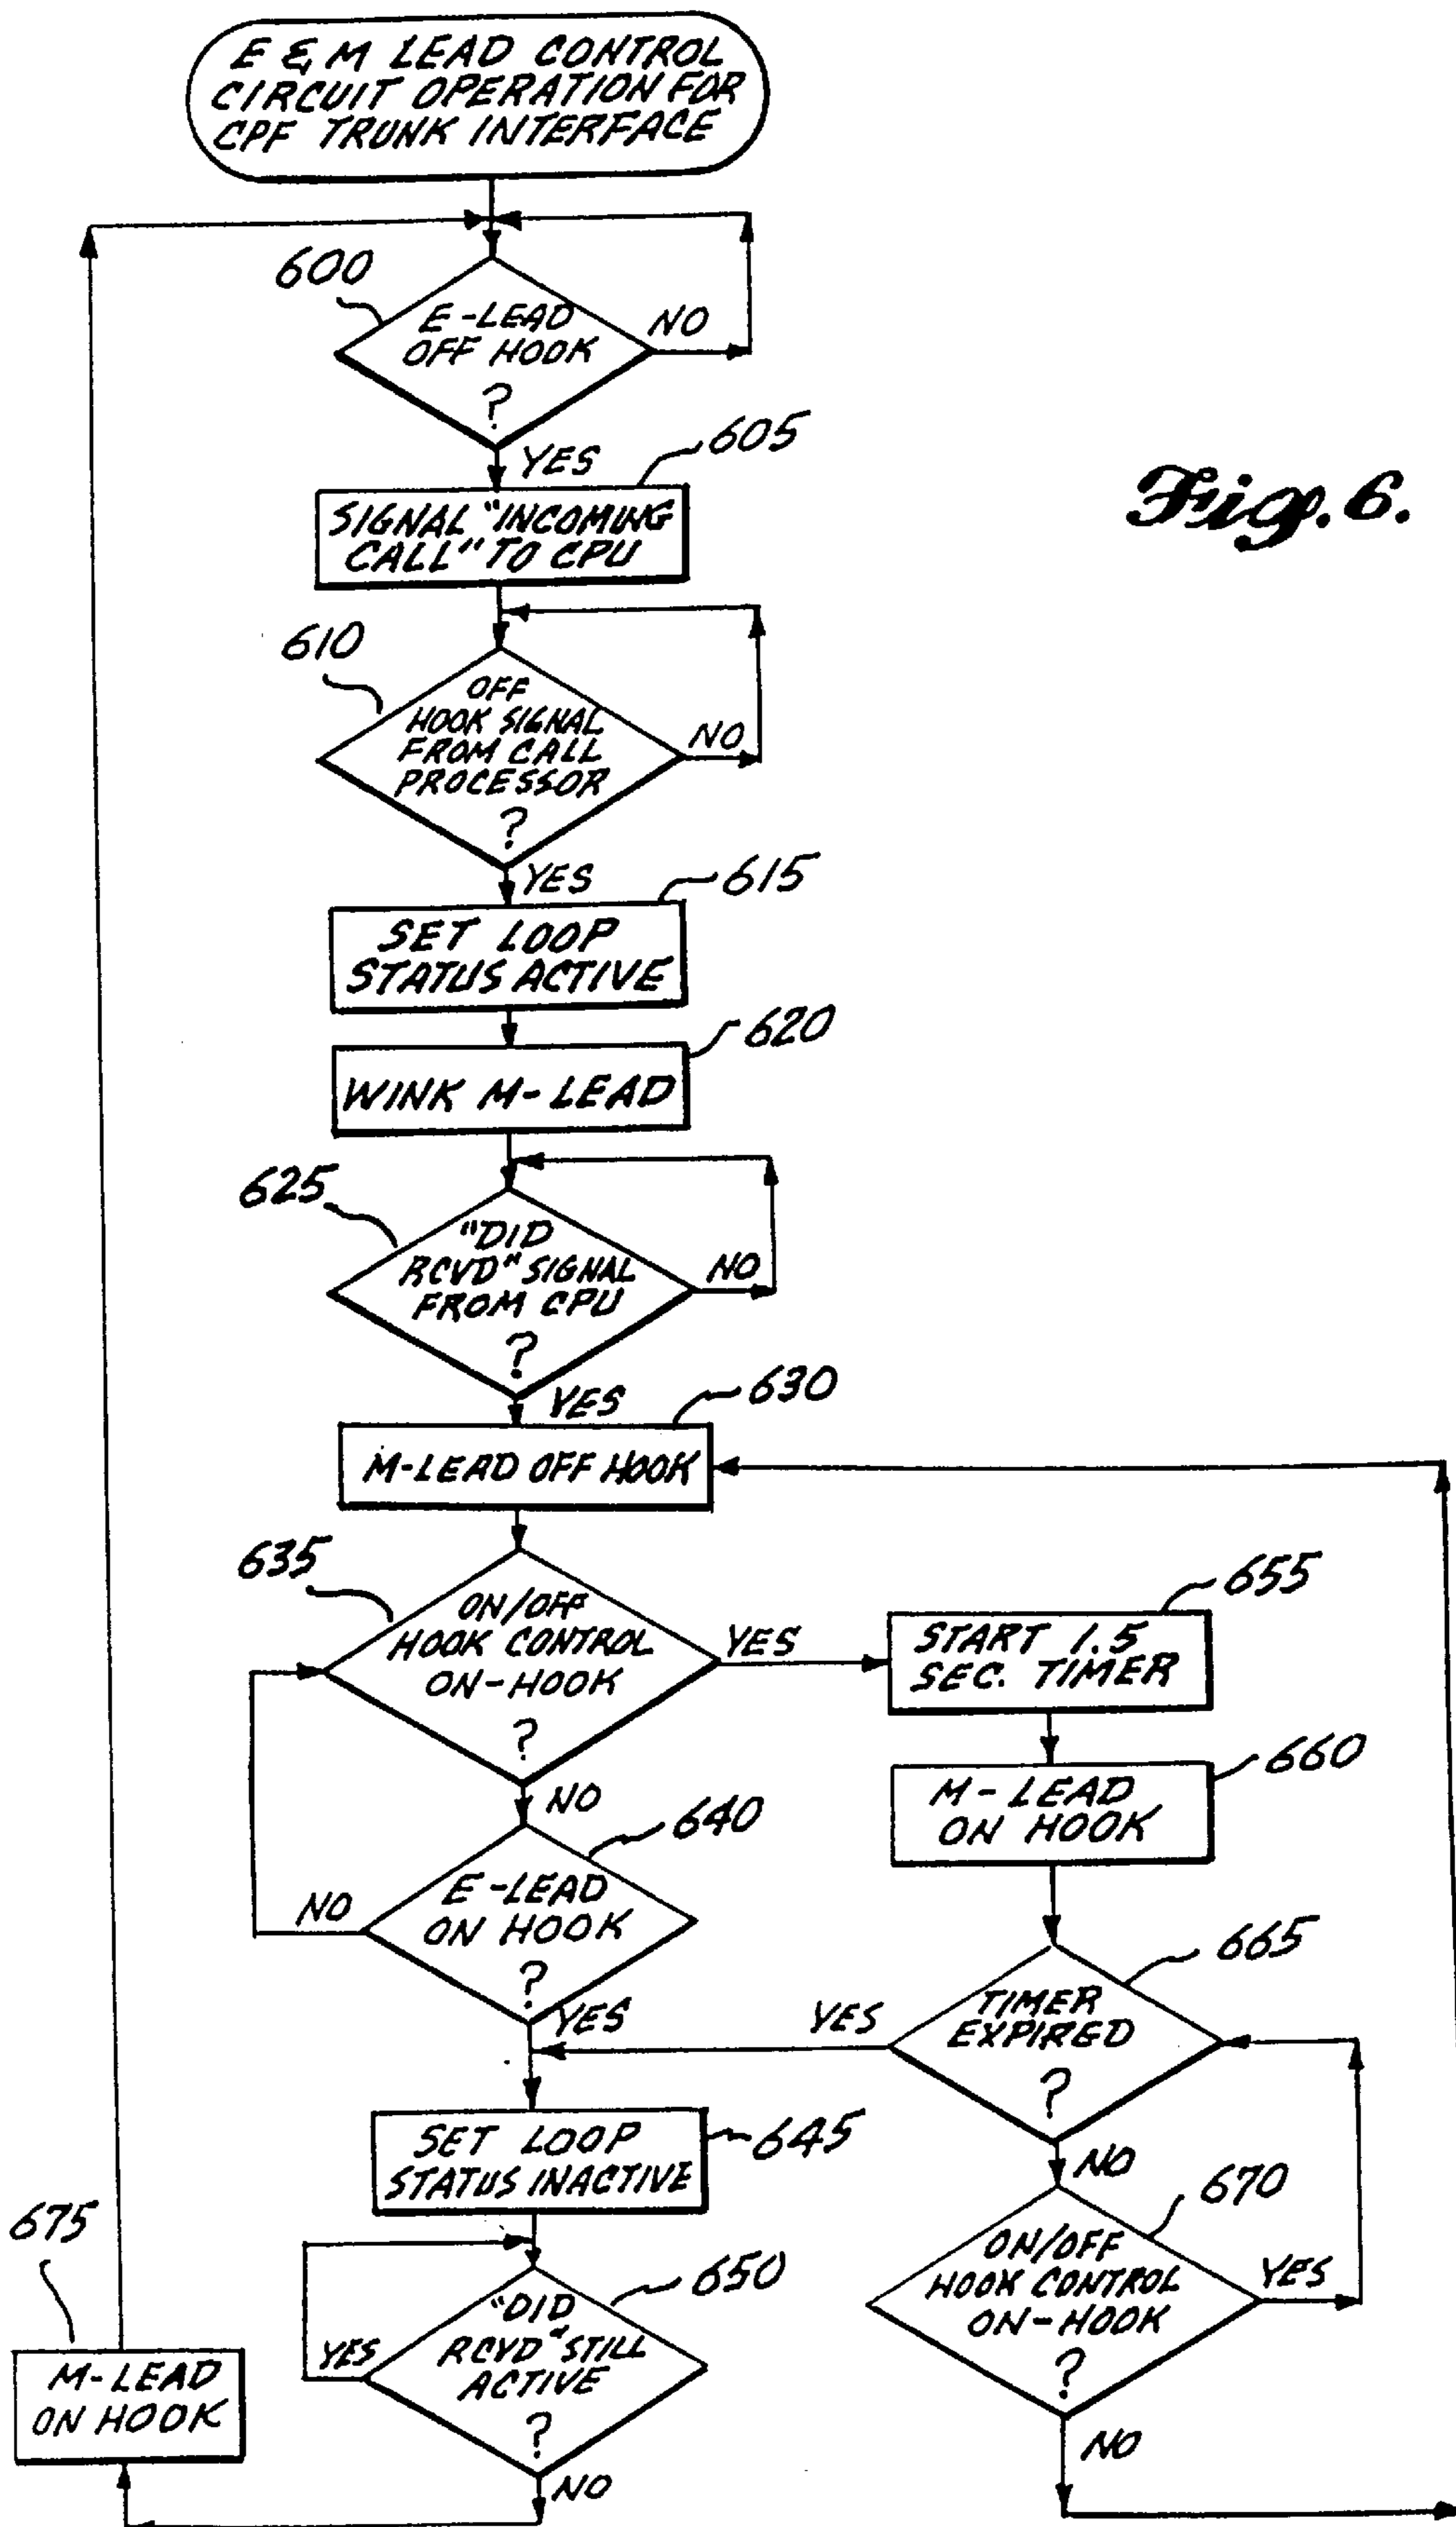 E & M LEAD CONTROL
CIRCUIT OPERATION FOR
CPF TRUNK INTERFACE
600
E-LEAD
OFF HOOK
?
NO
YES
605
SIGNAL "INCOMING
CALL" TO CPU
Fig. 6.
610
OFF
HOOK SIGNAL
FROM CALL
PROCESSOR
?
NO
YES
615
SET LOOP
STATUS ACTIVE
620
WINK M-LEAD
625
"DID
RCVD" SIGNAL
FROM CPU
?
NO
YES
630
M-LEAD OFF HOOK
635
ON/OFF
HOOK CONTROL
ON-HOOK
?
YES
NO
655
START 1.5
SEC. TIMER
660
M-LEAD
ON HOOK
640
E-LEAD
ON HOOK
?
NO
YES
665
TIMER
EXPIRED
?
YES
NO
645
SET LOOP
STATUS INACTIVE
670
ON/OFF
HOOK CONTROL
ON-HOOK
?
YES
NO
650
"DID
RCVD" STILL
ACTIVE
?
YES
NO
675
M-LEAD
ON HOOK